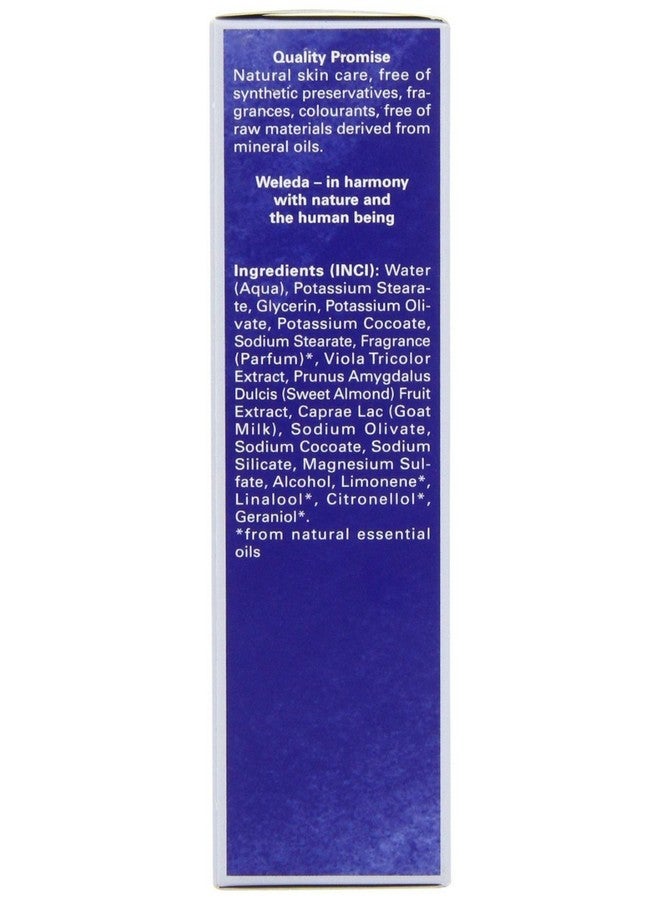 Quality Promise
Natural skin care, free of
synthetic preservatives, fra-
grances, colourants, free of
raw materials derived from
mineral oils.
Weleda – in harmony
with nature and
the human being
Ingredients (INCI): Water
(Aqua), Potassium Steara-
te, Glycerin, Potassium Oli-
vate, Potassium Cocoate,
Sodium Stearate, Fragrance
(Parfum)*, Viola Tricolor
Extract, Prunus Amygdalus
Dulcis (Sweet Almond) Fruit
Extract, Caprae Lac (Goat
Milk), Sodium Olivate,
Sodium Cocoate, Sodium
Silicate, Magnesium Sul-
fate, Alcohol, Limonene*,
Linalool*, Citronellol*,
Geraniol*.
*from natural essential
oils